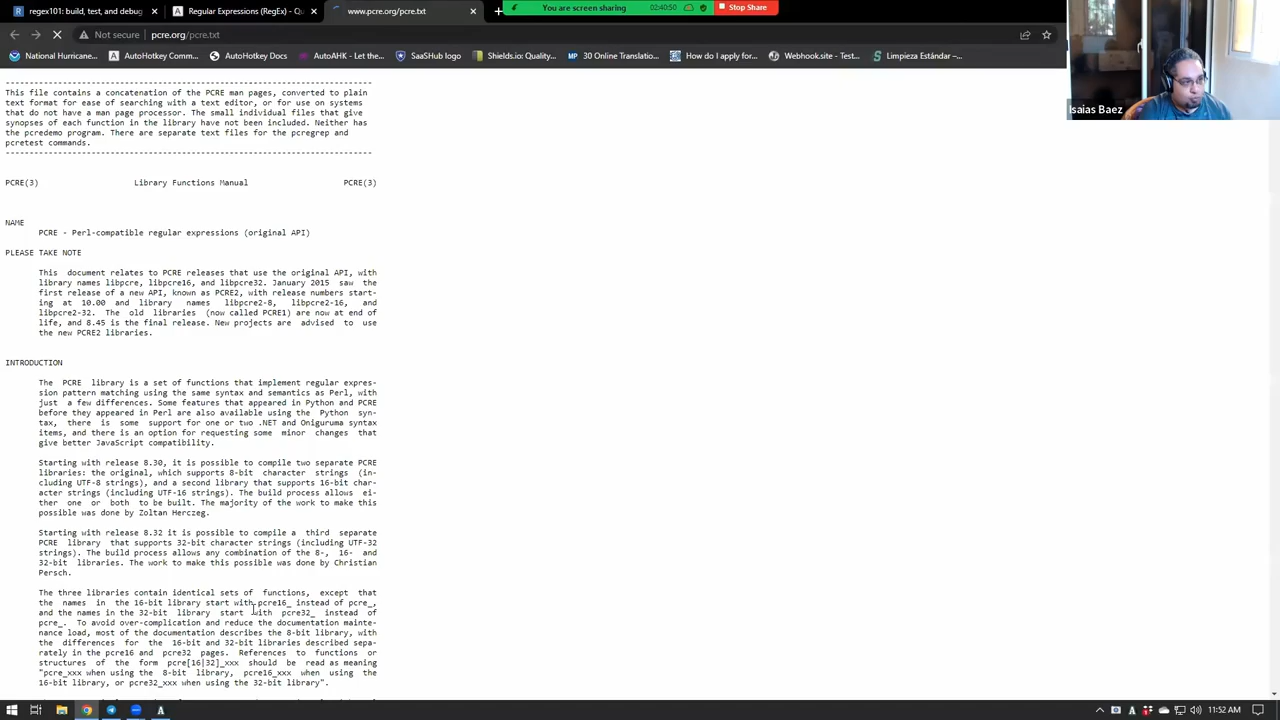 regex101: build, test, and debug
Regular Expressions (RegEx) - Qu
www.pcre.org/pcre.txt
You are screen sharing
2:40:50
Stop Share
Not secure
pcre.org/pcre.txt
National Hurricane...
AutoHotkey Comm...
AutoHotkey Docs
AutoAHK - Let the...
SaaSHub logo
Shields.io: Quality...
30 Online Translatio...
How do I apply for...
Webhook.site - Test...
Limpieza Estándar –...
Isaias Baez
-----------------------------------------------------------------------------
This file contains a concatenation of the PCRE man pages, converted to plain
text format for ease of searching with a text editor, or for use on systems
that do not have a man page processor. The small individual files that give
synopses of each function in the library have not been included. Neither has
the pcredemo program. There are separate text files for the pcregrep and
pcretest commands.
-----------------------------------------------------------------------------
PCRE(3) Library Functions Manual PCRE(3)
NAME
PCRE - Perl-compatible regular expressions (original API)
PLEASE TAKE NOTE
This document relates to PCRE releases that use the original API, with
library names libpcre, libpcre16, and libpcre32. January 2015 saw the
first release of a new API, known as PCRE2, with release numbers start-
ing at 10.00 and library names libpcre2-8, libpcre2-16, and
libpcre2-32. The old libraries (now called PCRE1) are now at end of
life, and 8.45 is the final release. New projects are advised to use
the new PCRE2 libraries.
INTRODUCTION
The PCRE library is a set of functions that implement regular expres-
sion pattern matching using the same syntax and semantics as Perl, with
just a few differences. Some features that appeared in Python and PCRE
before they appeared in Perl are also available using the Python syn-
tax, there is some support for one or two .NET and Oniguruma syntax
items, and there is an option for requesting some minor changes that
give better JavaScript compatibility.
Starting with release 8.30, it is possible to compile two separate PCRE
libraries: the original, which supports 8-bit character strings (in-
cluding UTF-8 strings), and a second library that supports 16-bit char-
acter strings (including UTF-16 strings). The build process allows ei-
ther one or both to be built. The majority of the work to make this
possible was done by Zoltan Herczeg.
Starting with release 8.32 it is possible to compile a third separate
PCRE library that supports 32-bit character strings (including UTF-32
strings). The build process allows any combination of the 8-, 16- and
32-bit libraries. The work to make this possible was done by Christian
Persch.
The three libraries contain identical sets of functions, except that
the names in the 16-bit library start with pcre16_ instead of pcre_,
and the names in the 32-bit library start with pcre32_ instead of
pcre_. To avoid over-complication and reduce the documentation mainte-
nance load, most of the documentation describes the 8-bit library, with
the differences for the 16-bit and 32-bit libraries described sepa-
rately in the pcre16 and pcre32 pages. References to functions or
structures of the form pcre[16|32]_xxx should be read as meaning
"pcre_xxx when using the 8-bit library, pcre16_xxx when using the
16-bit library, or pcre32_xxx when using the 32-bit library".
11:52 AM